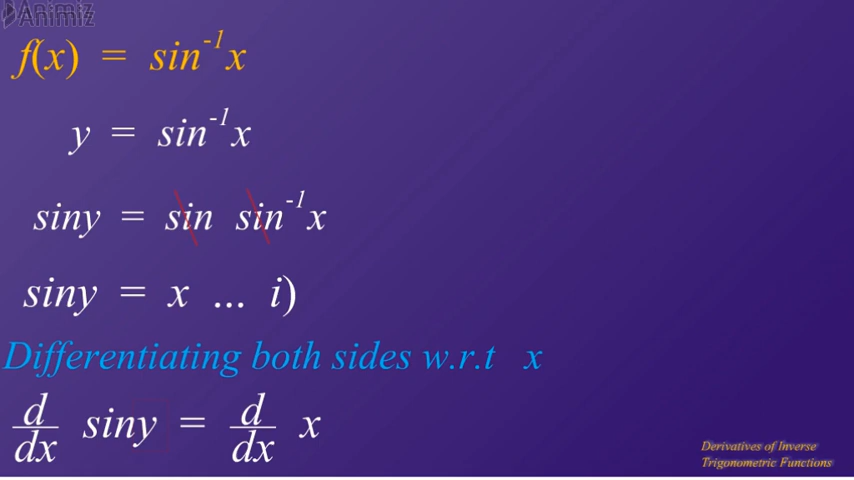 Animiz
f(x) = sin⁻¹x
y = sin⁻¹x
siny = sin sin⁻¹x
siny = x ... i)
Differentiating both sides w.r.t x
d/dx siny = d/dx x
Derivatives of Inverse
Trigonometric Functions